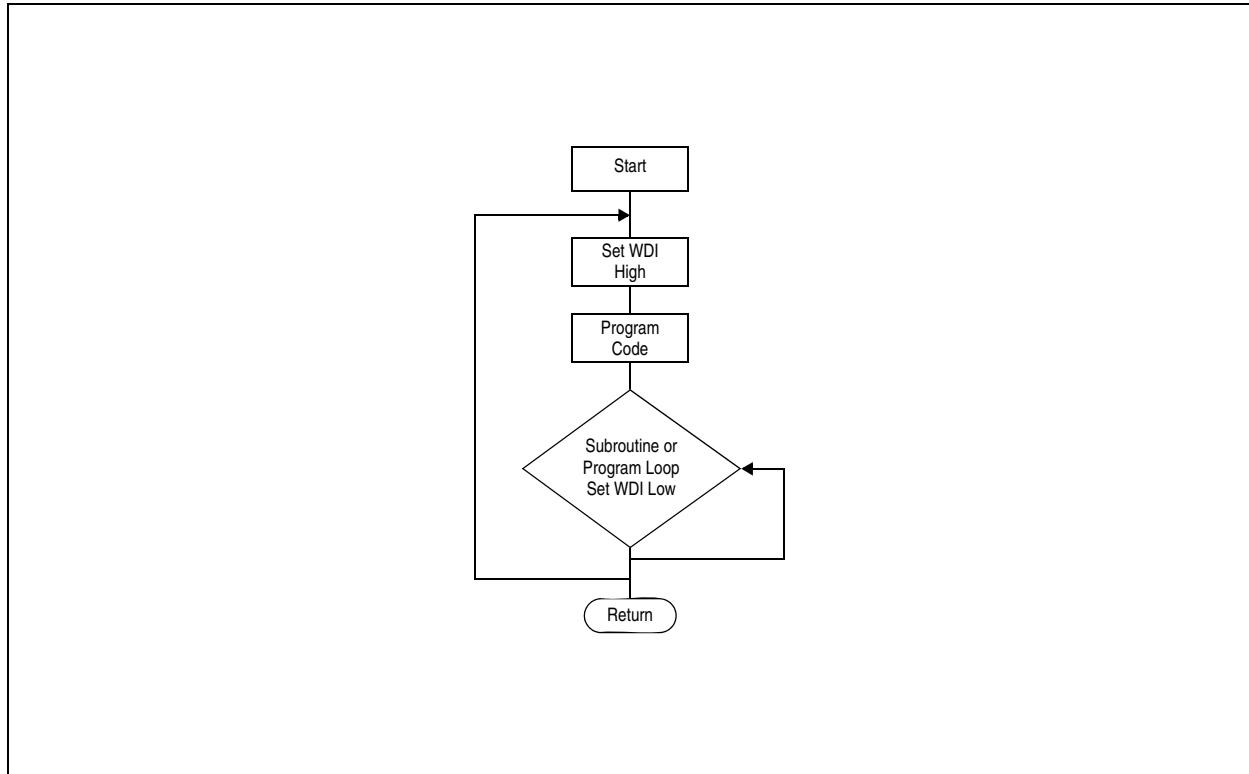 Start
Set WDI
High
Program
Code
Subroutine or
Program Loop
Set WDI Low
Return